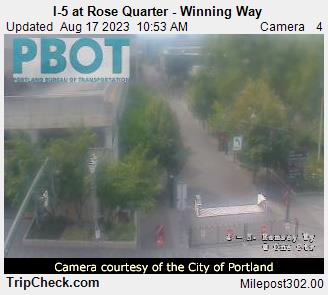 I-5 at Rose Quarter - Winning Way
Updated Aug 17 2023 10:53 AM Camera 4
PBOT
PORTLAND BUREAU OF TRANSPORTATION
Camera courtesy of the City of Portland
TripCheck.com Milepost302.00